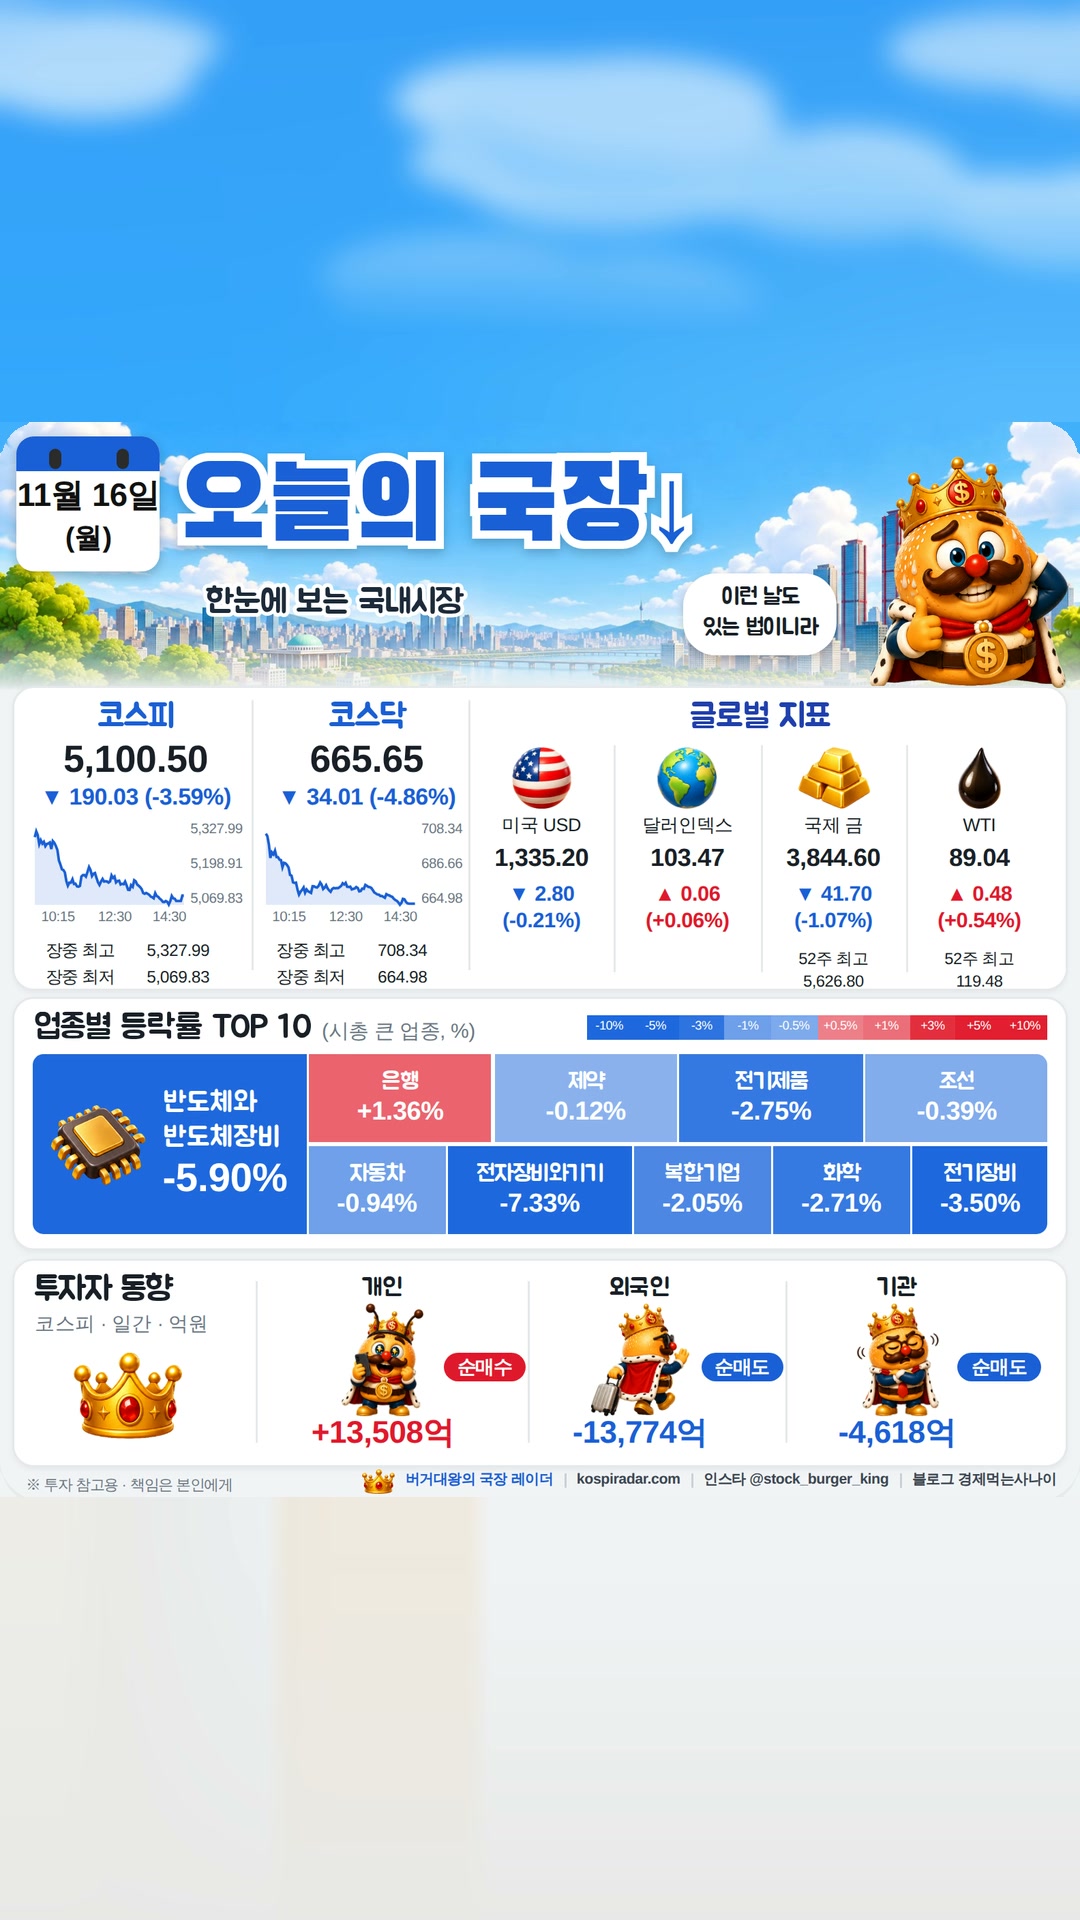 11월 16일
(월)
오늘의 국장↓
한눈에 보는 국내시장
이런 날도
있는 법이니라
코스피
5,100.50
▼ 190.03 (-3.59%)
5,327.99
5,198.91
5,069.83
10:15 12:30 14:30
장중 최고 5,327.99
장중 최저 5,069.83
코스닥
665.65
▼ 34.01 (-4.86%)
708.34
686.66
664.98
10:15 12:30 14:30
장중 최고 708.34
장중 최저 664.98
글로벌 지표
미국 USD
1,335.20
▼ 2.80
(-0.21%)
달러인덱스
103.47
▲ 0.06
(+0.06%)
국제 금
3,844.60
▼ 41.70
(-1.07%)
52주 최고
5,626.80
WTI
89.04
▲ 0.48
(+0.54%)
52주 최고
119.48
업종별 등락률 TOP 10 (시총 큰 업종, %)
-10% -5% -3% -1% -0.5% +0.5% +1% +3% +5% +10%
반도체와
반도체장비
-5.90%
은행
+1.36%
제약
-0.12%
전기제품
-2.75%
조선
-0.39%
자동차
-0.94%
전자장비와기기
-7.33%
복합기업
-2.05%
화학
-2.71%
전기장비
-3.50%
투자자 동향
코스피 · 일간 · 억원
개인
순매수
+13,508억
외국인
순매도
-13,774억
기관
순매도
-4,618억
※ 투자 참고용 · 책임은 본인에게
버거대왕의 국장 레이더 | kospiradar.com | 인스타 @stock_burger_king | 블로그 경제먹는사나이